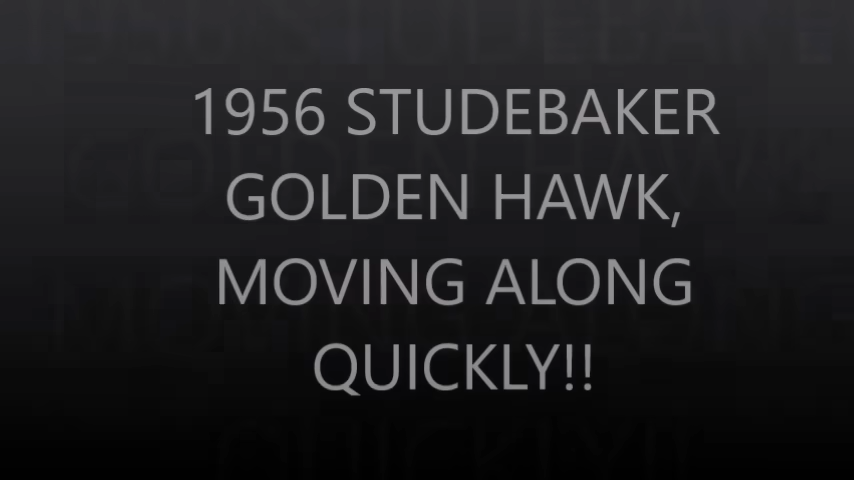 1956 STUDEBAKER
GOLDEN HAWK,
MOVING ALONG
QUICKLY!!